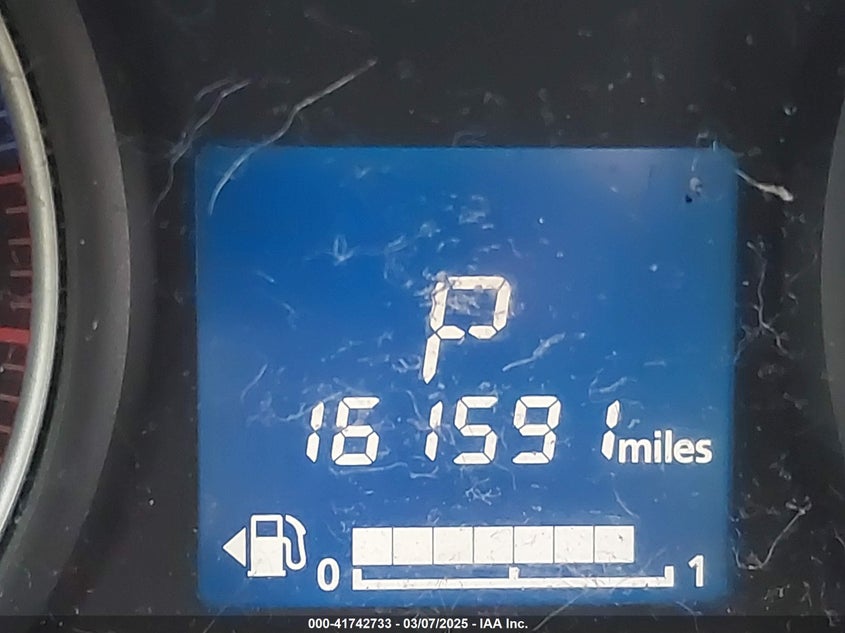 P
161591 miles
0 1
000-41742733 - 03/07/2025 - IAA Inc.